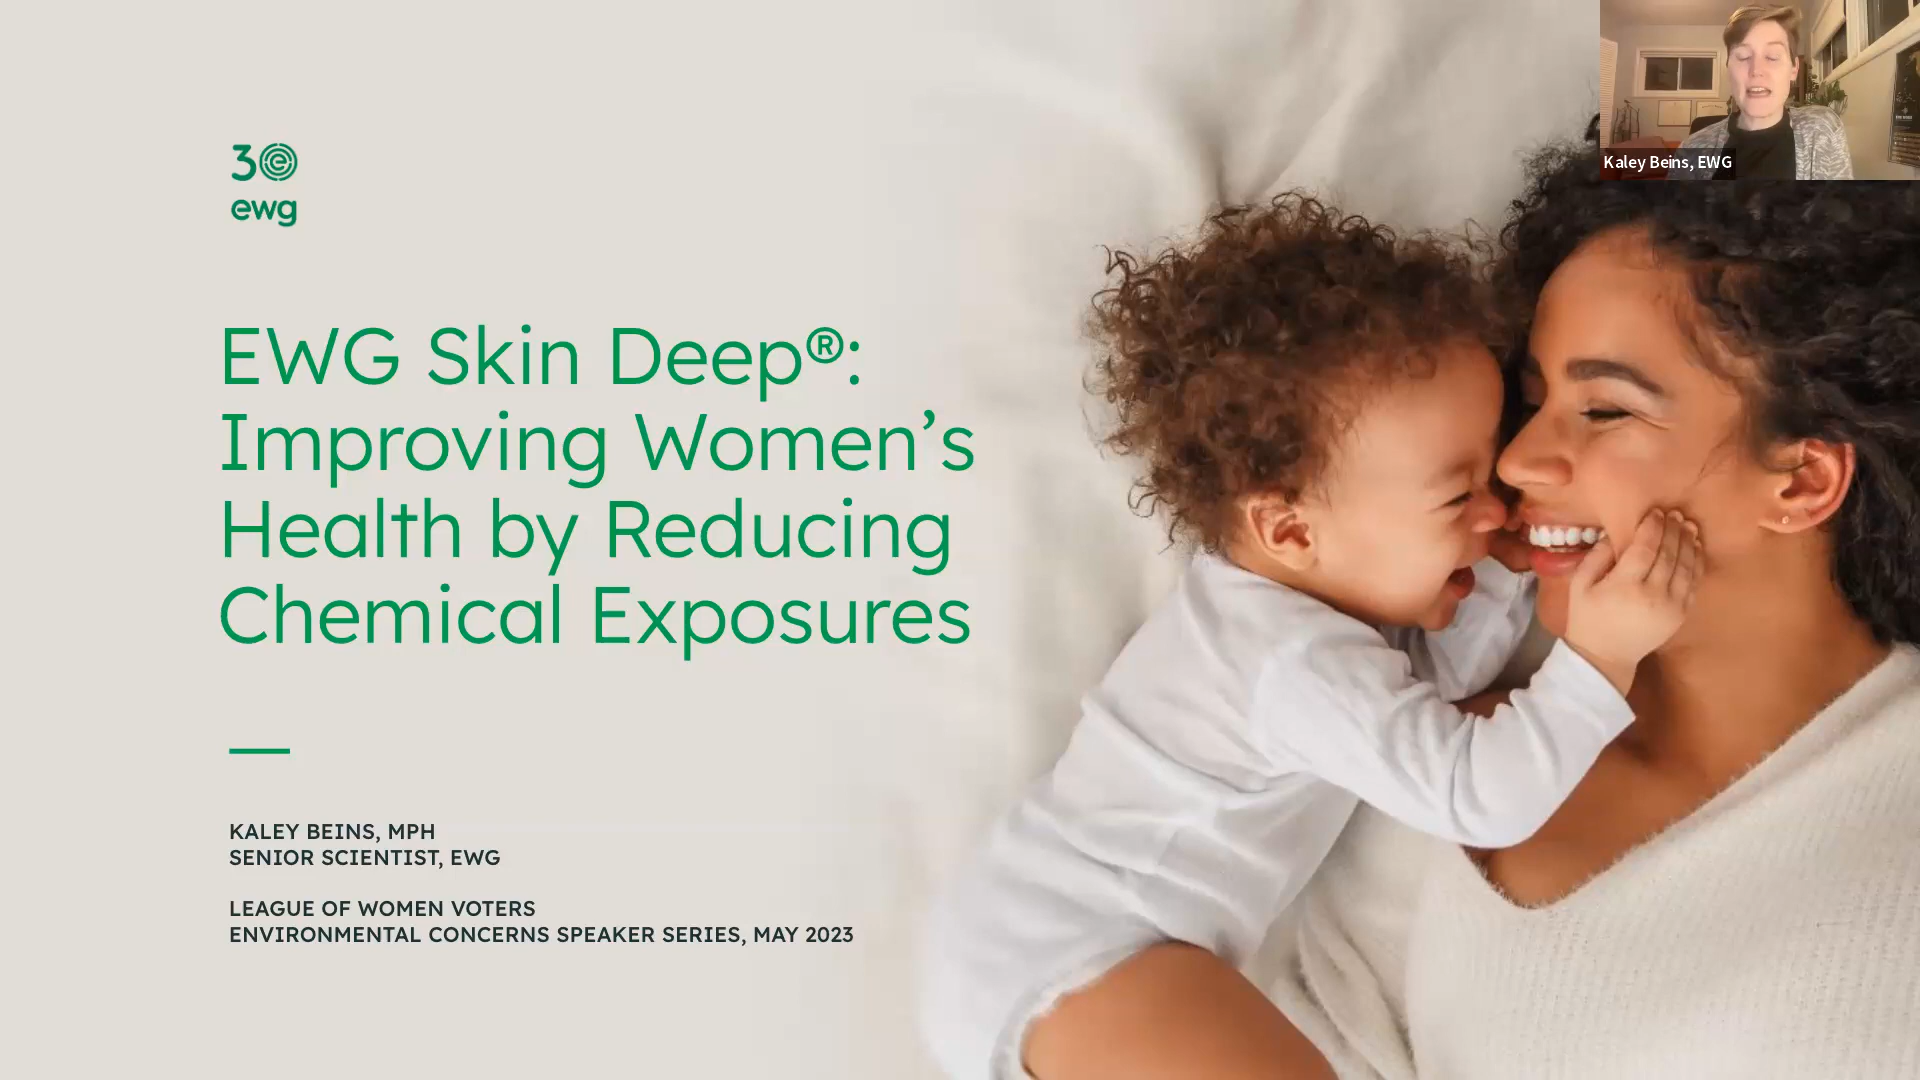 30
ewg
EWG Skin Deep®:
Improving Women’s
Health by Reducing
Chemical Exposures
KALEY BEINS, MPH
SENIOR SCIENTIST, EWG
LEAGUE OF WOMEN VOTERS
ENVIRONMENTAL CONCERNS SPEAKER SERIES, MAY 2023
Kaley Beins, EWG